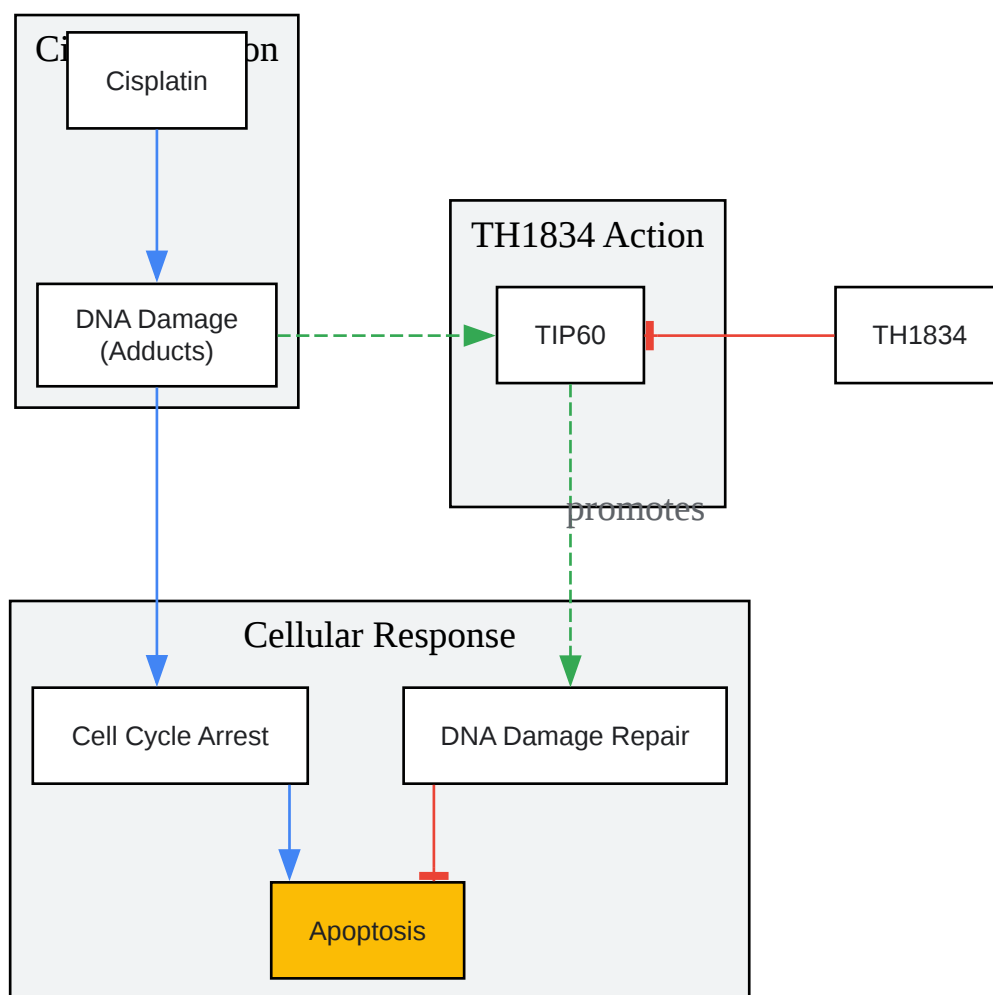 Cisplatin
DNA Damage
(Adducts)
TH1834 Action
TIP60
TH1834
promotes
Cellular Response
Cell Cycle Arrest
DNA Damage Repair
Apoptosis